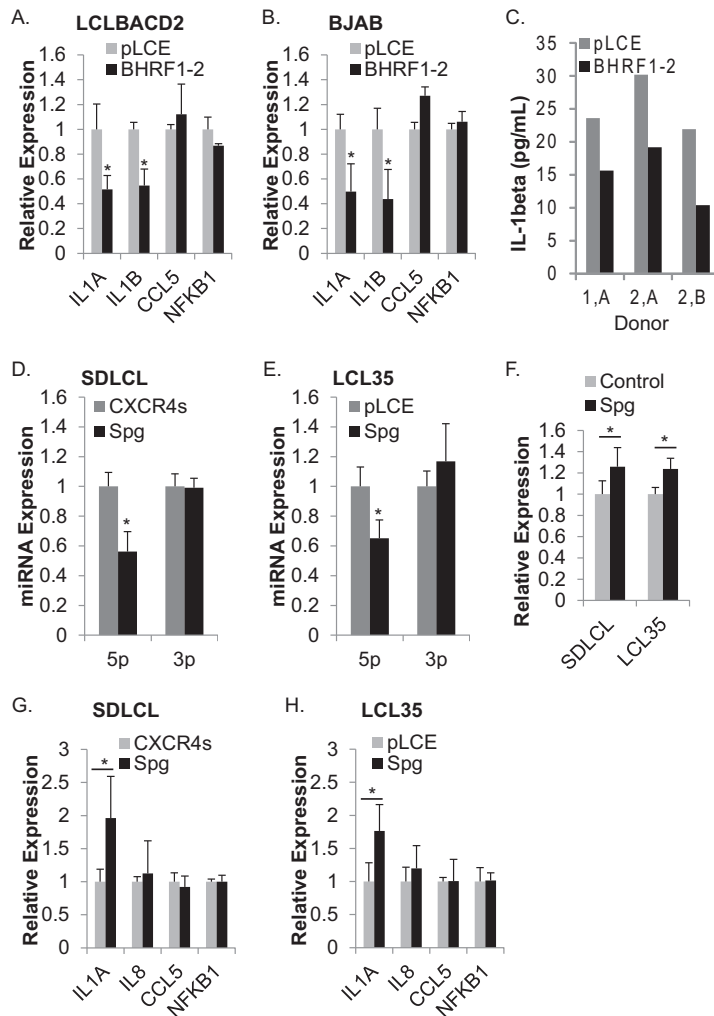 A.
LCLBACD2
pLCE
BHRF1-2
Relative Expression
1.6
1.4
1.2
1
0.8
0.6
0.4
0.2
0
*
*
IL1A
IL1B
CCL5
NFKB1
B.
BJAB
pLCE
BHRF1-2
Relative Expression
1.6
1.4
1.2
1
0.8
0.6
0.4
0.2
0
*
*
IL1A
IL1B
CCL5
NFKB1
C.
pLCE
BHRF1-2
IL-1beta (pg/mL)
35
30
25
20
15
10
5
0
1,A 2,A 2,B
Donor
D.
SDLCL
CXCR4s
Spg
miRNA Expression
1.6
1.4
1.2
1
0.8
0.6
0.4
0.2
0
*
5p 3p
E.
LCL35
pLCE
Spg
miRNA Expression
1.6
1.4
1.2
1
0.8
0.6
0.4
0.2
0
*
5p 3p
F.
Control
Spg
Relative Expression
1.6
1.4
1.2
1
0.8
0.6
0.4
0.2
0
*
*
SDLCL
LCL35
G.
SDLCL
CXCR4s
Spg
Relative Expression
3
2.5
2
1.5
1
0.5
0
*
IL1A
IL8
CCL5
NFKB1
H.
LCL35
pLCE
Spg
Relative Expression
3
2.5
2
1.5
1
0.5
0
*
IL1A
IL8
CCL5
NFKB1